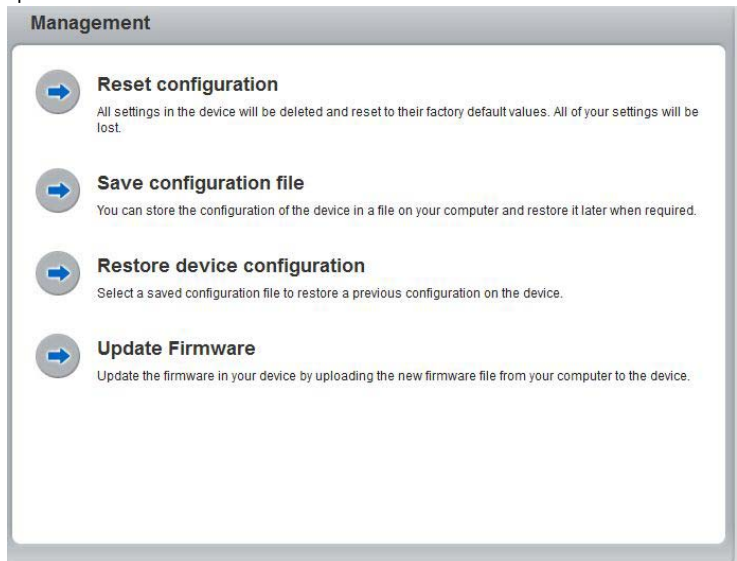 Management
Reset configuration
All settings in the device will be deleted and reset to their factory default values. All of your settings will be
lost.
Save configuration file
You can store the configuration of the device in a file on your computer and restore it later when required.
Restore device configuration
Select a saved configuration file to restore a previous configuration on the device.
Update Firmware
Update the firmware in your device by uploading the new firmware file from your computer to the device.